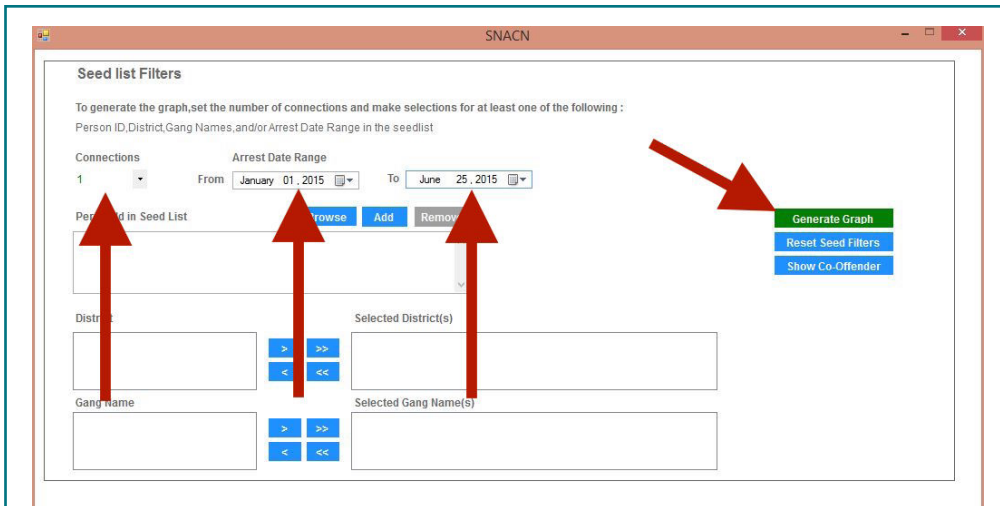 SNACN
Seed list Filters
To generate the graph,set the number of connections and make selections for at least one of the following :
Person ID,District,Gang Names,and/or Arrest Date Range in the seedlist
Connections Arrest Date Range
1 From January 01 , 2015 To June 25 , 2015
in Seed List Add
Generate Graph
Reset Seed Filters
Show Co-Offender
Selected District(s)
> >>
< <<
Gang Name Selected Gang Name(s)
> >>
< <<